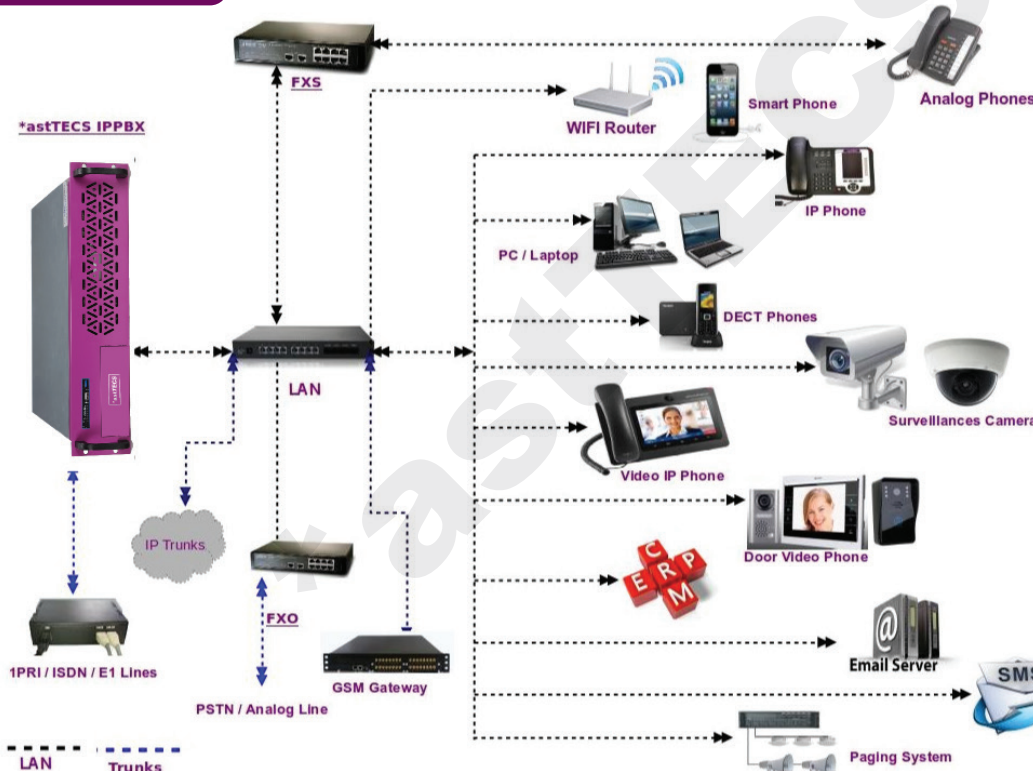 FXS
Analog Phones
WIFI Router
Smart Phone
*astTECS IPPBX
IP Phone
PC / Laptop
DECT Phones
*astTECS
LAN
Surveillances Camera
Video IP Phone
IP Trunks
Door Video Phone
C
ERP
M
FXO
@
Email Server
1PRI / ISDN / E1 Lines
GSM Gateway
SMS
PSTN / Analog Line
Paging System
LAN
Trunks
*astTECS